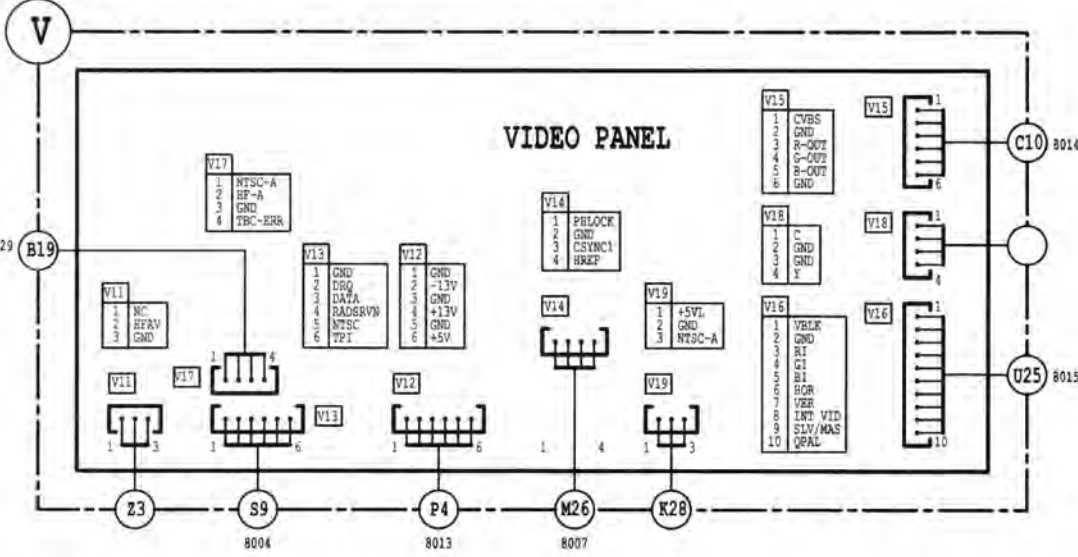 V
VIDEO PANEL
V17
1 NTSC-A
2 HF-A
3 GND
4 TBC-ERR
V15
1 CVBS
2 GND
3 R-OUT
4 G-OUT
5 B-OUT
6 GND
V15
1
6
C10
8014
V14
1 PBLOCK
2 GND
3 CSYNC1
4 HREF
V18
1 C
2 GND
3 GND
4 Y
V18
1
4
29
B19
V11
1 NC
2 HFAV
3 GND
V13
1 GND
2 DRQ
3 DATA
4 RADSRVN
5 NTSC
6 TPI
V12
1 GND
2 -13V
3 GND
4 +13V
5 GND
6 +5V
V19
1 +5VL
2 GND
3 NTSC-A
V16
1 VBLK
2 GND
3 RI
4 GI
5 BI
6 HOR
7 VER
8 INT VID
9 SLV/MAS
10 QPAL
V16
1
10
U25
8015
V14
1 4
V17
1 4
V11
1 3
V13
1 6
V12
1 6
V19
1 3
Z3
S9
8004
P4
8013
M26
8007
K28